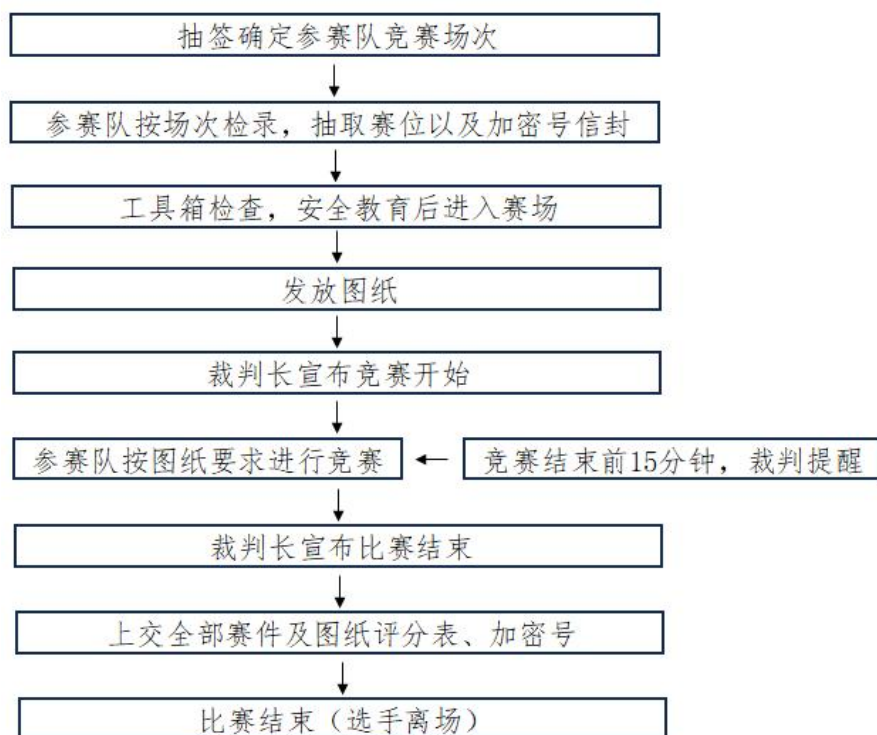 抽签确定参赛队竞赛场次
参赛队按场次检录，抽取赛位以及加密号信封
工具箱检查，安全教育后进入赛场
发放图纸
裁判长宣布竞赛开始
参赛队按图纸要求进行竞赛
竞赛结束前15分钟，裁判提醒
裁判长宣布比赛结束
上交全部赛件及图纸评分表、加密号
比赛结束（选手离场）